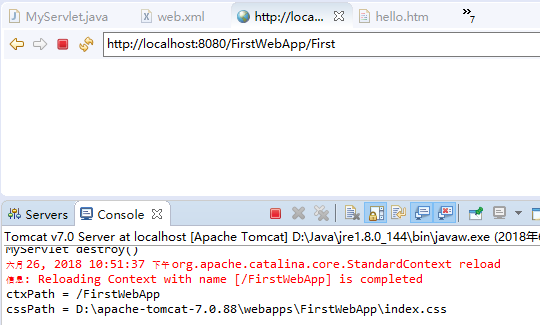 MyServlet.java
web.xml
http://loca...
hello.htm
»7
http://localhost:8080/FirstWebApp/First
Servers
Console
Tomcat v7.0 Server at localhost [Apache Tomcat] D:\Java\jre1.8.0_144\bin\javaw.exe (2018年
MyServlet destroy()
六月 26, 2018 10:51:37 下午 org.apache.catalina.core.StandardContext reload
信息: Reloading Context with name [/FirstWebApp] is completed
ctxPath = /FirstWebApp
cssPath = D:\apache-tomcat-7.0.88\webapps\FirstWebApp\index.css